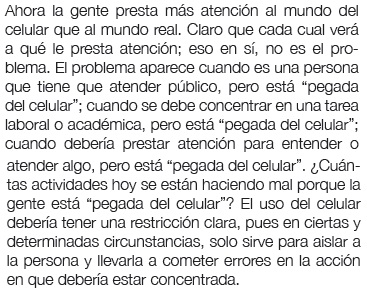 Ahora la gente presta más atención al mundo del
celular que al mundo real. Claro que cada cual verá
a qué le presta atención; eso en sí, no es el pro-
blema. El problema aparece cuando es una persona
que tiene que atender público, pero está “pegada
del celular”; cuando se debe concentrar en una tarea
laboral o académica, pero está “pegada del celular”;
cuando debería prestar atención para entender o
atender algo, pero está “pegada del celular”. ¿Cuán-
tas actividades hoy se están haciendo mal porque la
gente está “pegada del celular”? El uso del celular
debería tener una restricción clara, pues en ciertas y
determinadas circunstancias, solo sirve para aislar a
la persona y llevarla a cometer errores en la acción
en que debería estar concentrada.